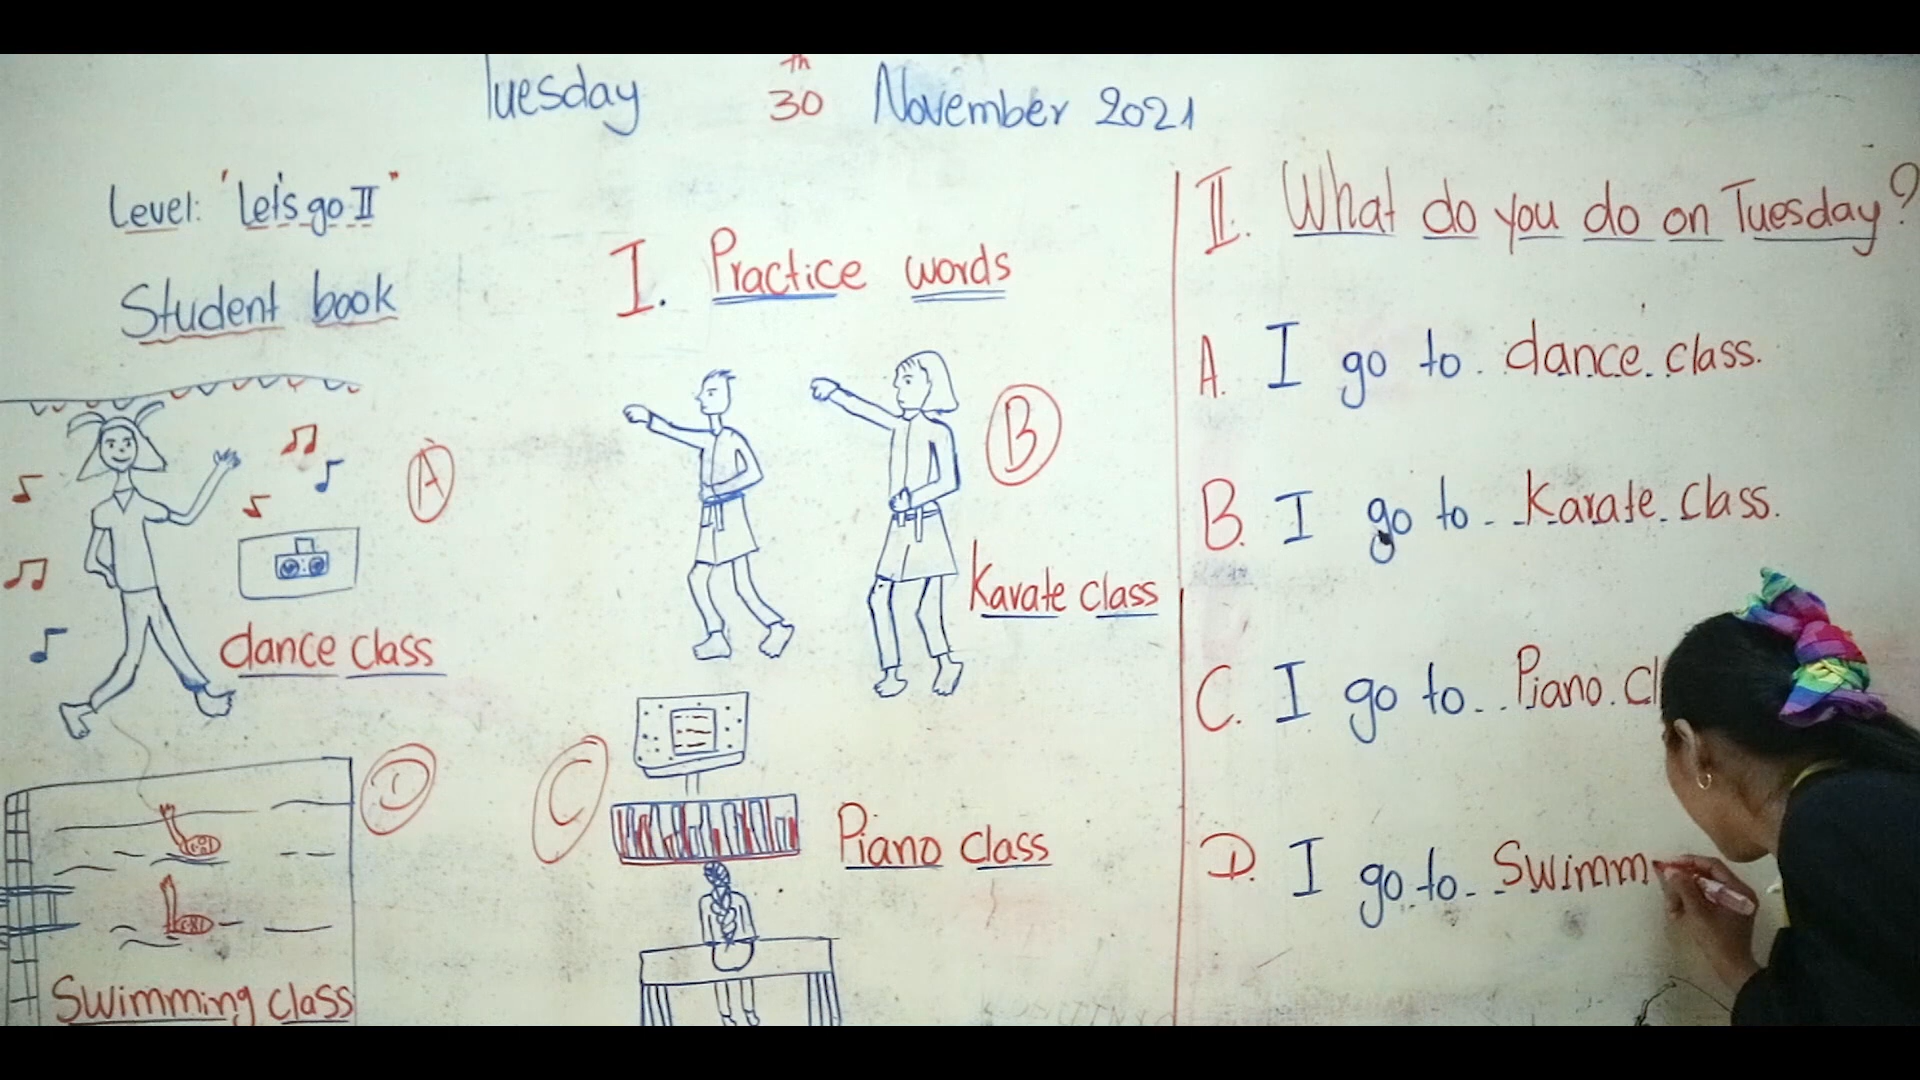 Tuesday 30th November 2021
Level: "Let's go II"
Student book
I. Practice words
A
dance class
B
Karate class
C
Piano class
D
Swimming class
II. What do you do on Tuesday?
A. I go to dance class.
B. I go to Karate class.
C. I go to Piano Cl
D. I go to Swimm